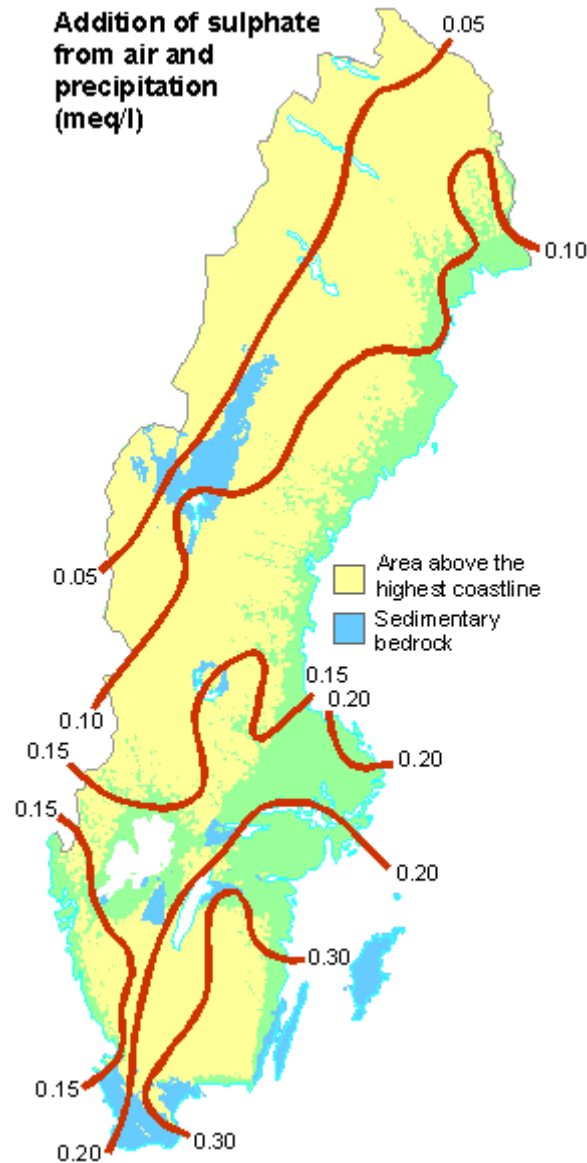 Addition of sulphate
from air and
precipitation
(meq/l)
0.05
0.10
0.05
Area above the
highest coastline
Sedimentary
bedrock
0.10
0.15
0.20
0.15
0.20
0.15
0.20
0.30
0.15
0.20
0.30